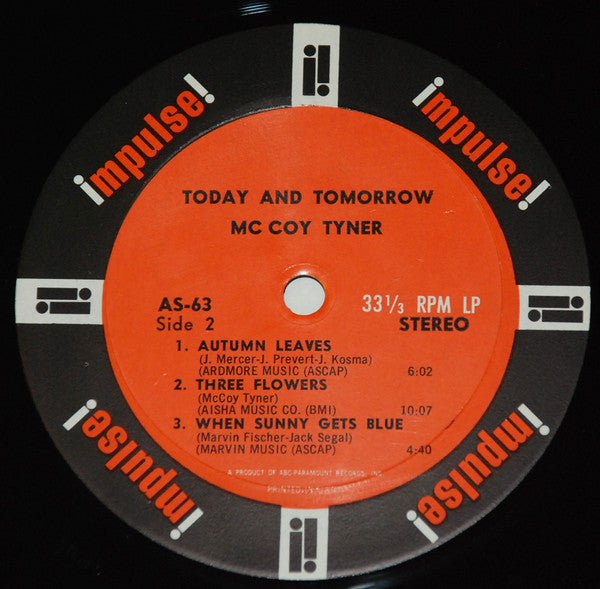 impulse!
impulse!
TODAY AND TOMORROW
MC COY TYNER
AS-63
33⅓ RPM LP
Side 2
STEREO
1. AUTUMN LEAVES
(J. Mercer-J. Prevert-J. Kosma)
(ARDMORE MUSIC (ASCAP) 6:02
2. THREE FLOWERS
(McCoy Tyner)
(AISHA MUSIC CO. (BMI) 10:07
3. WHEN SUNNY GETS BLUE
(Marvin Fischer-Jack Segal)
(MARVIN MUSIC (ASCAP) 4:40
A PRODUCT OF ABC-PARAMOUNT RECORDS, INC.
PRINTED IN U.S.A.
impulse!
impulse!